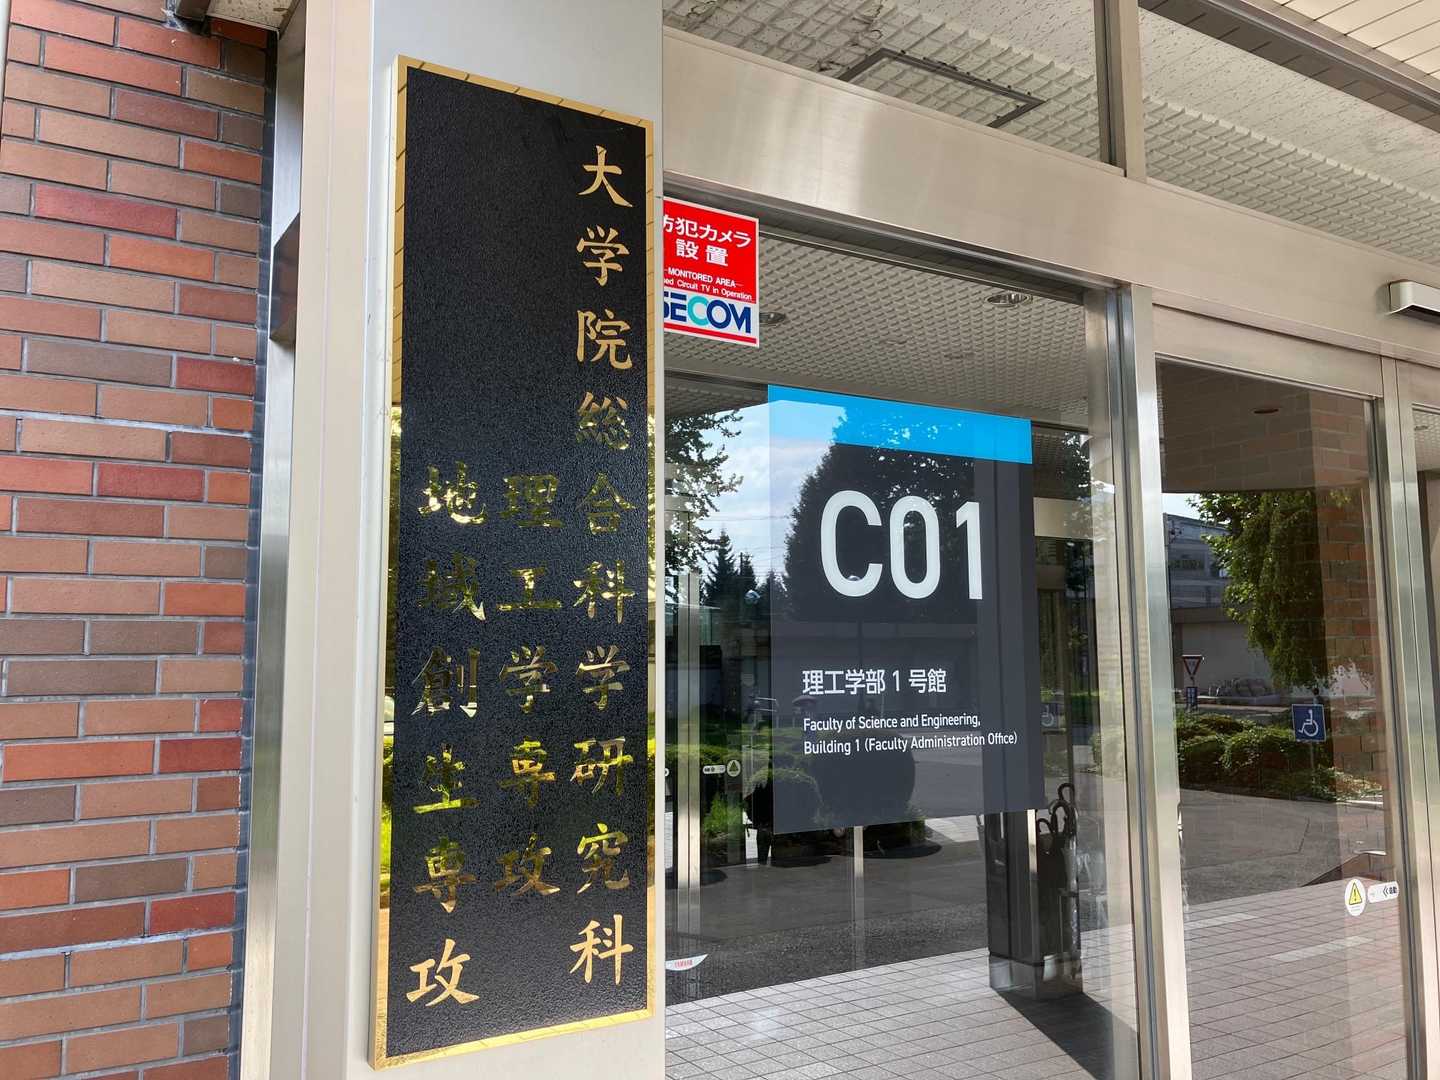 大学院総合科学研究科
理工学専攻
地域創生専攻
防犯カメラ
設置
MONITORED AREA
Circuit TV in Operation
SECOM
C01
理工学部1号館
Faculty of Science and Engineering,
Building 1 (Faculty Administration Office)